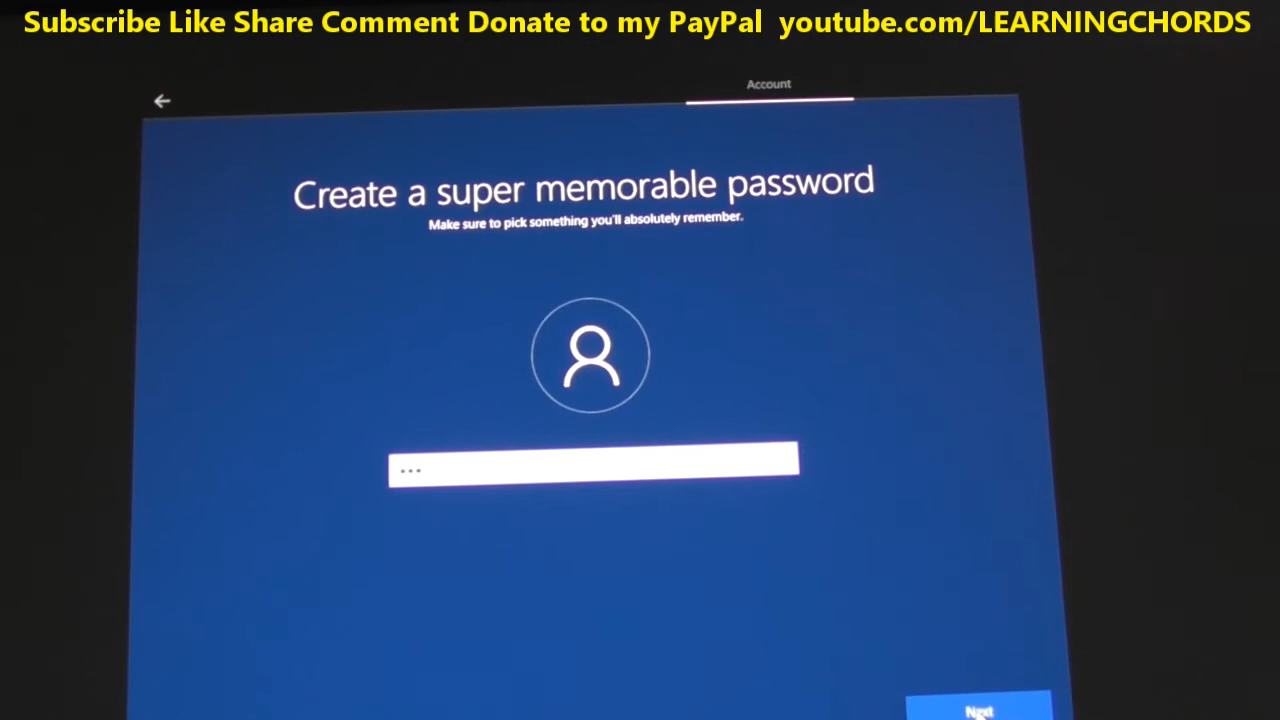 Subscribe Like Share Comment Donate to my PayPal youtube.com/LEARNINGCHORDS
Account
Create a super memorable password
Make sure to pick something you'll absolutely remember.
•••
Next